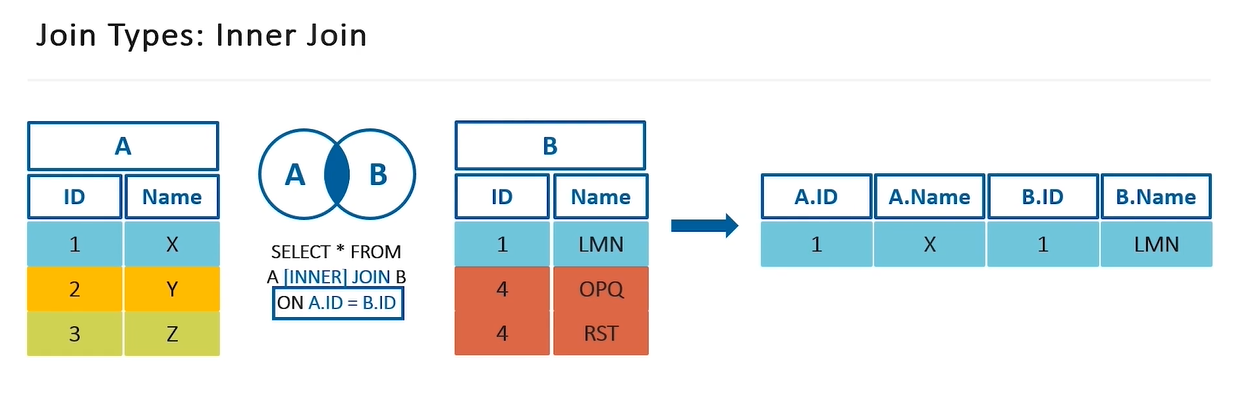 Join Types: Inner Join
A
ID Name
1 X
2 Y
3 Z
A B
SELECT * FROM
A [INNER] JOIN B
ON A.ID = B.ID
B
ID Name
1 LMN
4 OPQ
4 RST
A.ID A.Name B.ID B.Name
1 X 1 LMN